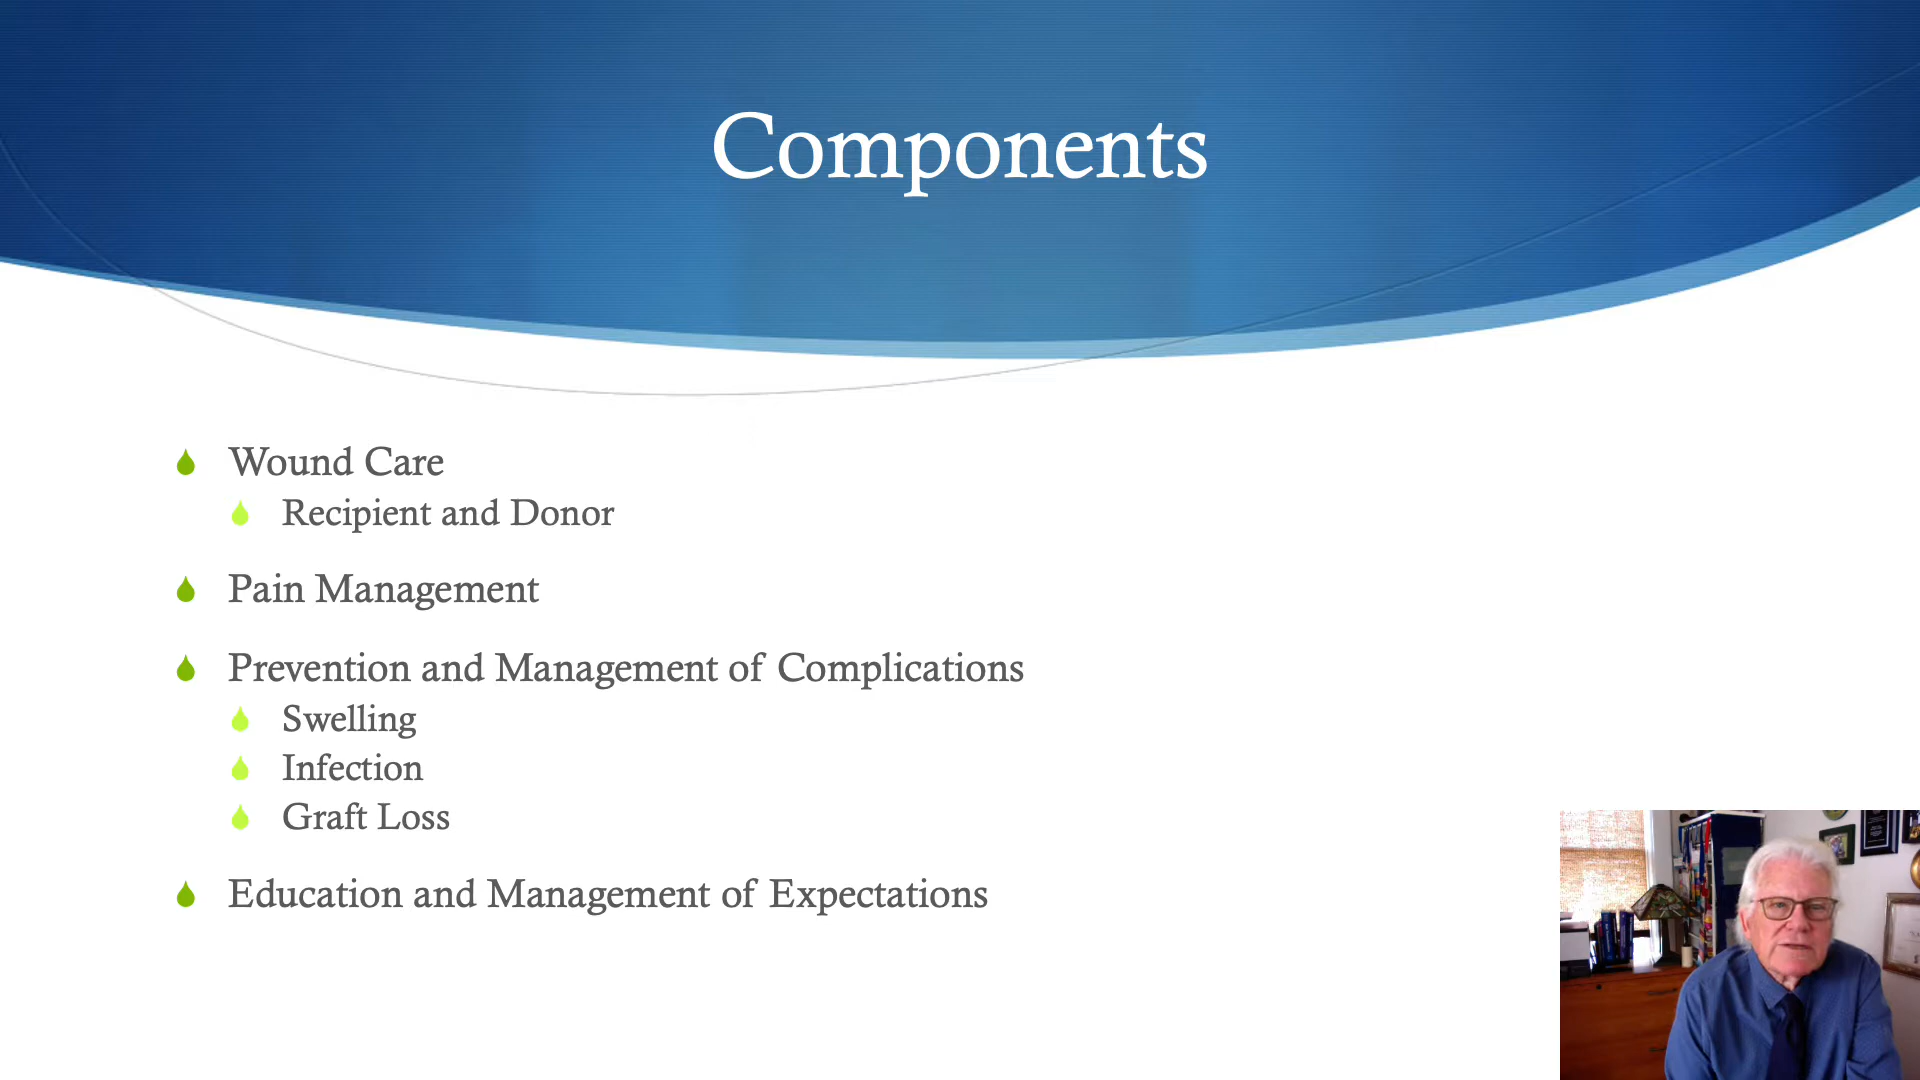 Components
Wound Care
Recipient and Donor
Pain Management
Prevention and Management of Complications
Swelling
Infection
Graft Loss
Education and Management of Expectations